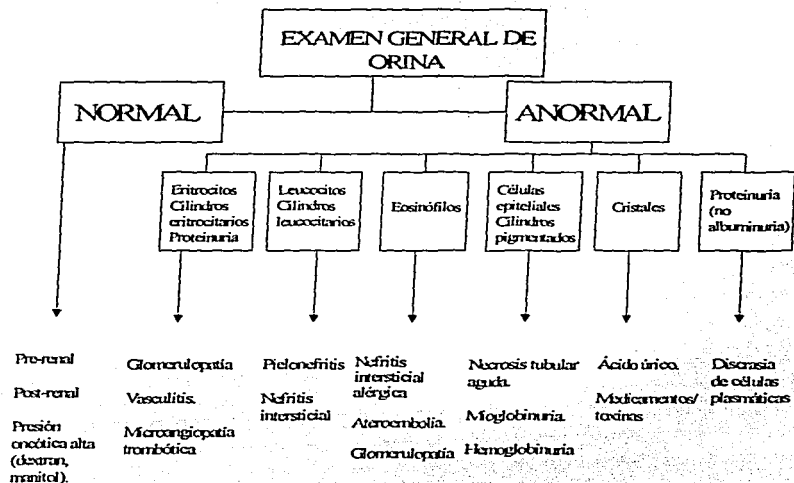 EXAMEN GENERAL DE
ORINA
NORMAL
ANORMAL
Eritrocitos
Cilindros
eritrocitarios
Proteinuria
Leucocitos
Cilindros
leucocitarios
Eosinófilos
Células
epiteliales
Cilindros
pigmentados
Cristales
Proteinuria
(no
albuminuria)
Pre-renal
Post-renal
Presión
oncótica alta
(dextran,
manitol).
Glomerulopatía
Vasculitis.
Microangiopatía
trombótica
Pielonefritis
Nefritis
intersticial
Nefritis
intersticial
alérgica
Ateroembolia.
Glomerulopatía
Necrosis tubular
aguda.
Mioglobinuria.
Hemoglobinuria
Ácido úrico.
Medicamentos/
toxinas
Discrasia
de células
plasmáticas